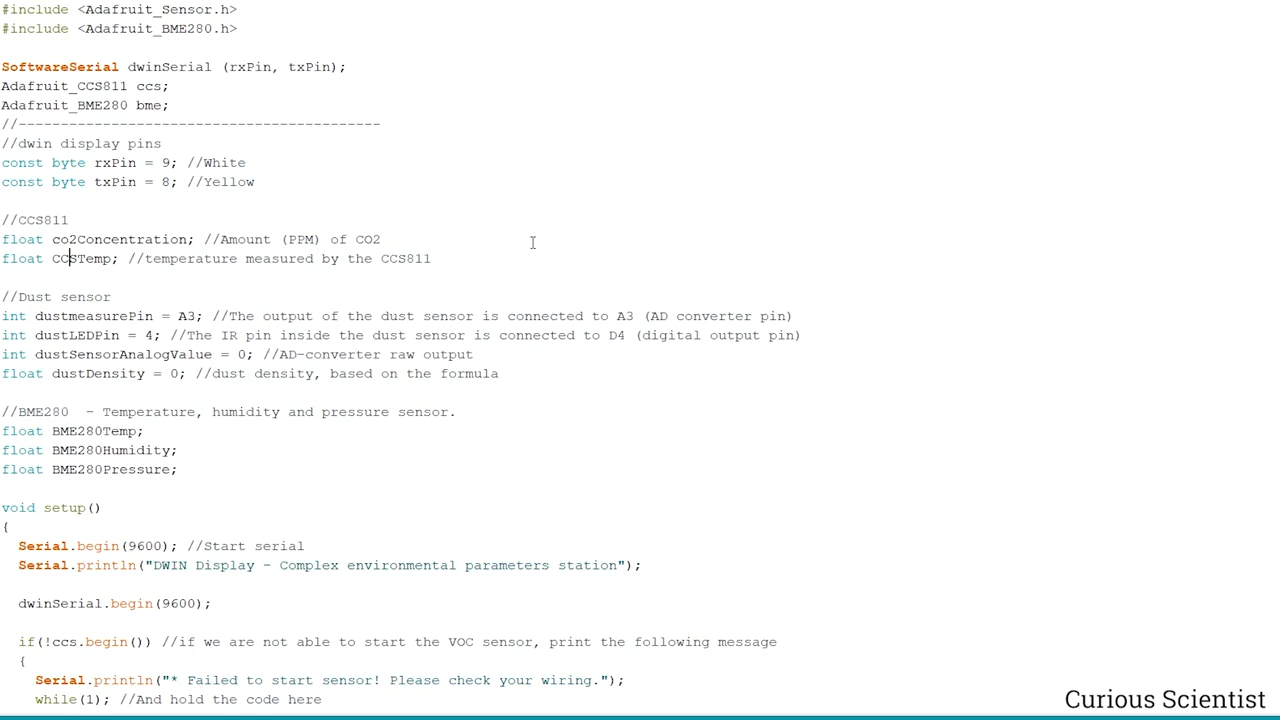 #include <Adafruit_Sensor.h>
#include <Adafruit_BME280.h>
SoftwareSerial dwinSerial (rxPin, txPin);
Adafruit_CCS811 ccs;
Adafruit_BME280 bme;
//-------------------------------------------
//dwin display pins
const byte rxPin = 9; //White
const byte txPin = 8; //Yellow
//CCS811
float co2Concentration; //Amount (PPM) of CO2
float CCSTemp; //temperature measured by the CCS811
//Dust sensor
int dustmeasurePin = A3; //The output of the dust sensor is connected to A3 (AD converter pin)
int dustLEDPin = 4; //The IR pin inside the dust sensor is connected to D4 (digital output pin)
int dustSensorAnalogValue = 0; //AD-converter raw output
float dustDensity = 0; //dust density, based on the formula
//BME280  - Temperature, humidity and pressure sensor.
float BME280Temp;
float BME280Humidity;
float BME280Pressure;
void setup()
{
  Serial.begin(9600); //Start serial
  Serial.println("DWIN Display - Complex environmental parameters station");
  dwinSerial.begin(9600);
  if(!ccs.begin()) //if we are not able to start the VOC sensor, print the following message
  {
    Serial.println("* Failed to start sensor! Please check your wiring.");
    while(1); //And hold the code here
Curious Scientist